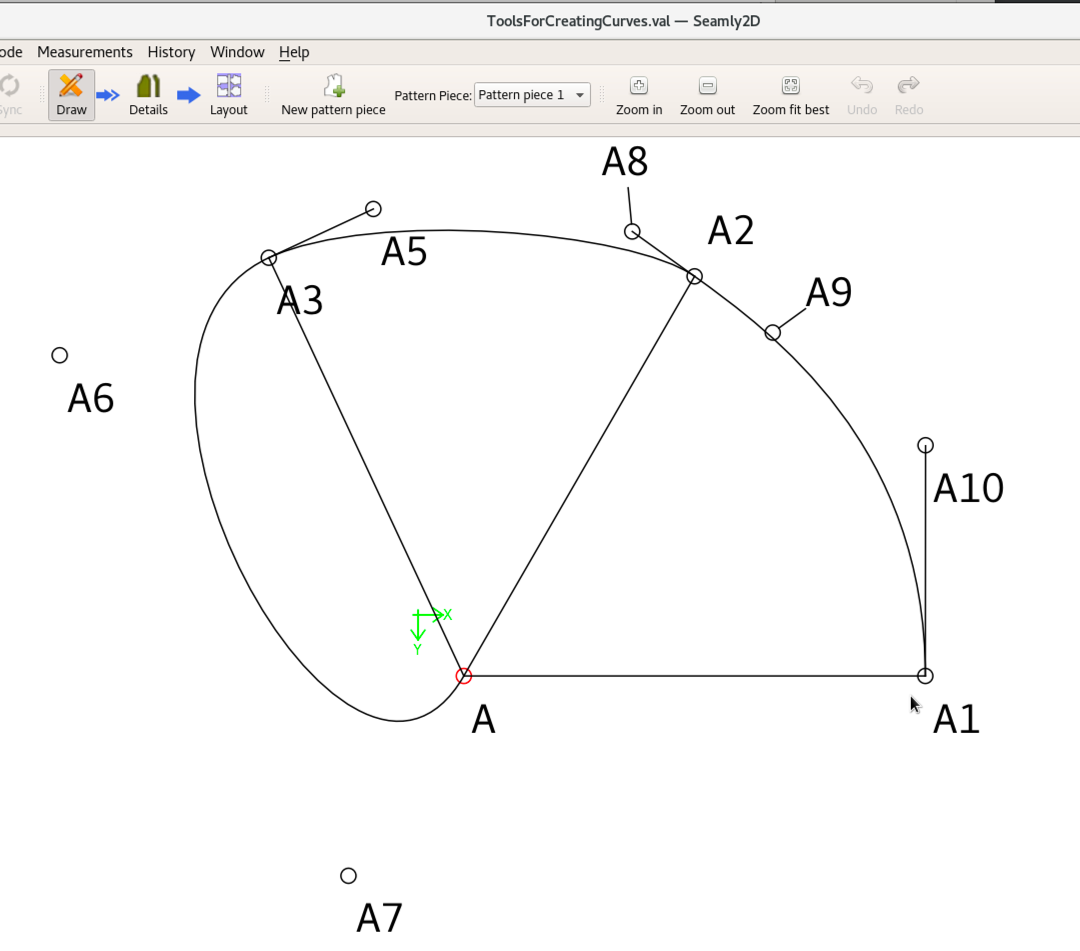 ToolsForCreatingCurves.val — Seamly2D
ode Measurements History Window Help
Sync Draw Details Layout New pattern piece Pattern Piece: Pattern piece 1 Zoom in Zoom out Zoom fit best Undo Redo
A8
A2
A5
A9
A3
A6
A10
X
Y
A
A1
A7